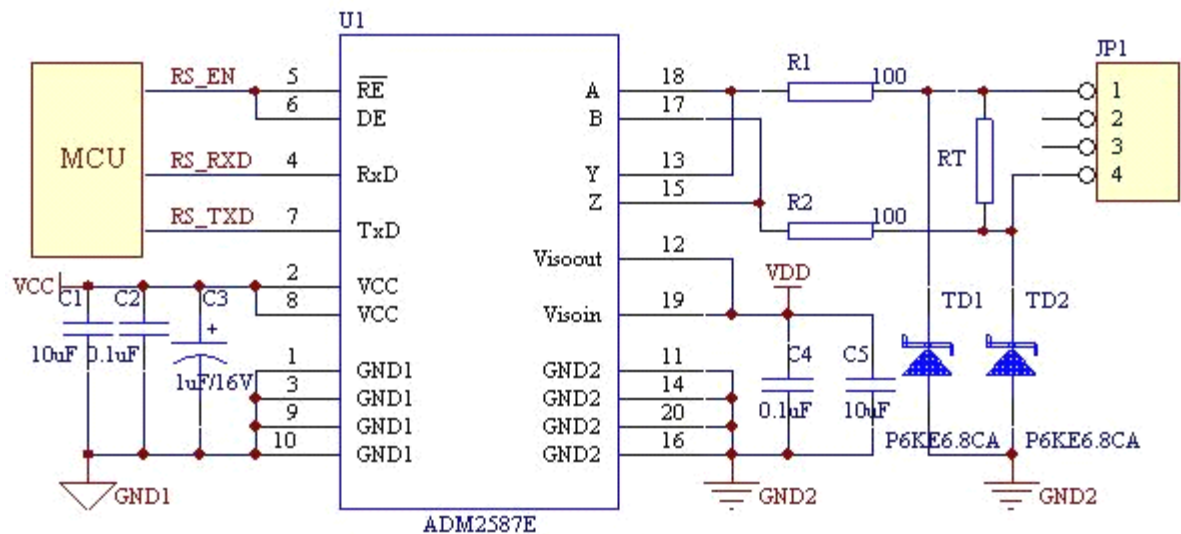 U1
JP1
MCU
RS_EN
RS_RXD
RS_TXD
5
6
4
7
2
8
1
3
9
10
RE
DE
RxD
TxD
VCC
VCC
GND1
GND1
GND1
GND1
A
B
Y
Z
Visoout
Visoin
GND2
GND2
GND2
GND2
18
17
13
15
12
19
11
14
20
16
R1
100
R2
100
RT
1
2
3
4
VCC
C1
C2
C3
+
10uF
0.1uF
1uF/16V
GND1
VDD
C4
C5
0.1uF
10uF
TD1
TD2
P6KE6.8CA
P6KE6.8CA
GND2
GND2
ADM2587E